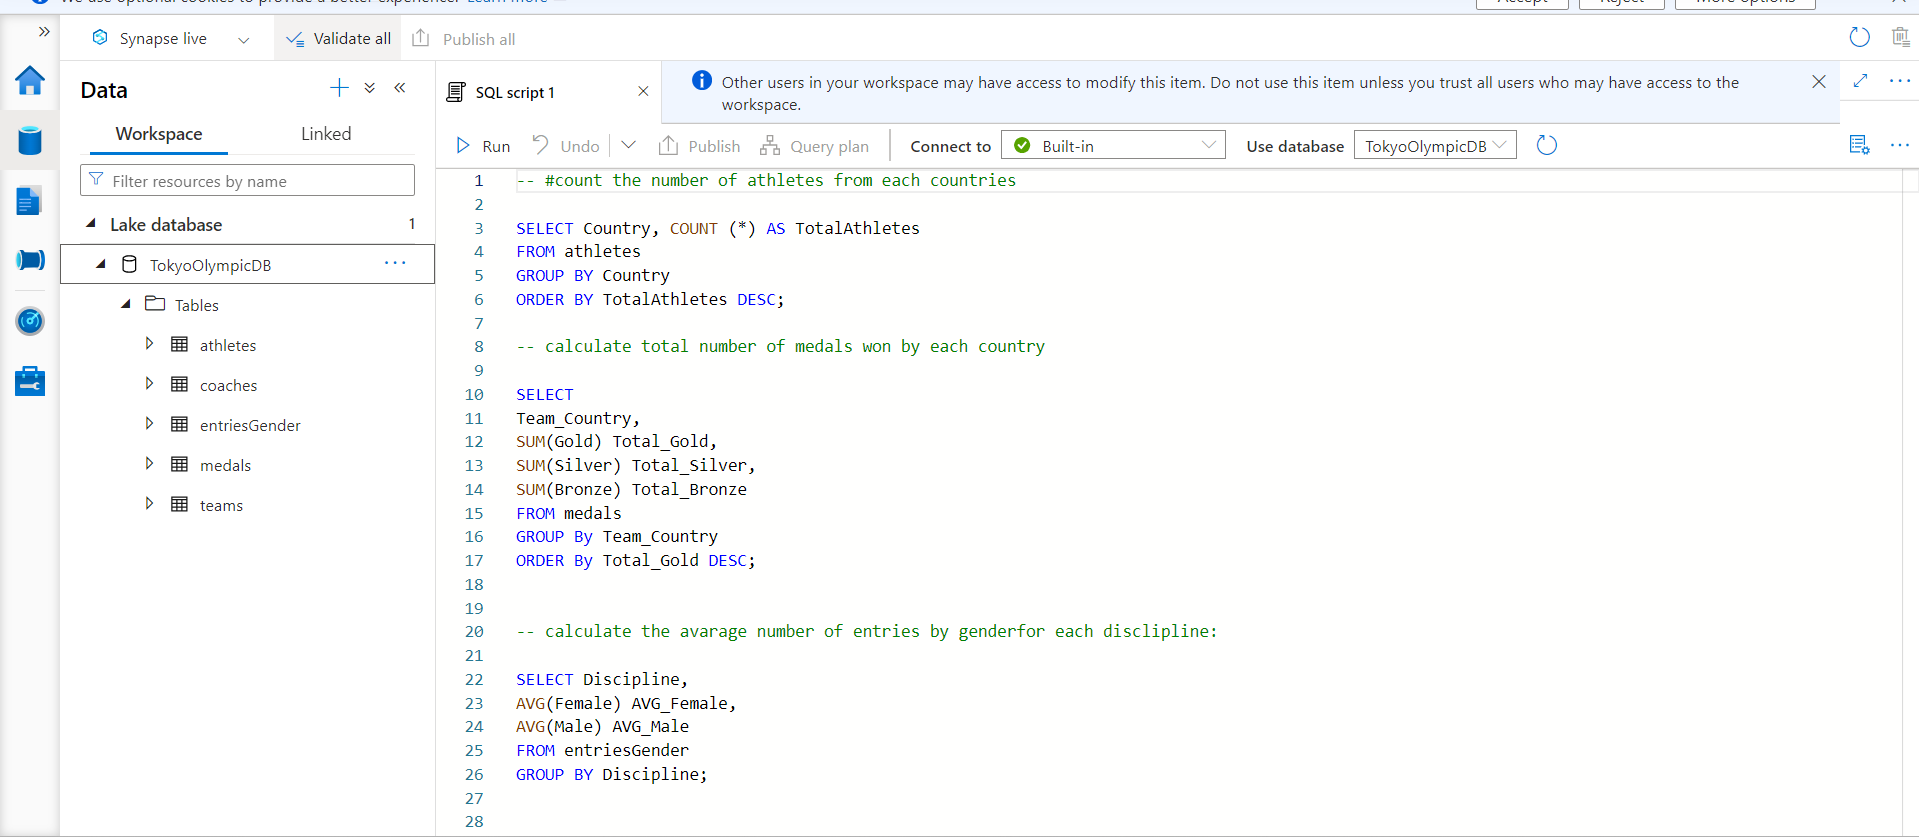 We use optional cookies to provide a better experience. Learn more
Accept
Reject
More options
Synapse live
Validate all
Publish all
Data
Workspace
Linked
Filter resources by name
Lake database 1
TokyoOlympicDB ...
Tables
athletes
coaches
entriesGender
medals
teams
SQL script 1
Other users in your workspace may have access to modify this item. Do not use this item unless you trust all users who may have access to the
workspace.
Run
Undo
Publish
Query plan
Connect to
Built-in
Use database
TokyoOlympicDB
1 -- #count the number of athletes from each countries
2
3 SELECT Country, COUNT (*) AS TotalAthletes
4 FROM athletes
5 GROUP BY Country
6 ORDER BY TotalAthletes DESC;
7
8 -- calculate total number of medals won by each country
9
10 SELECT
11 Team_Country,
12 SUM(Gold) Total_Gold,
13 SUM(Silver) Total_Silver,
14 SUM(Bronze) Total_Bronze
15 FROM medals
16 GROUP By Team_Country
17 ORDER By Total_Gold DESC;
18
19
20 -- calculate the avarage number of entries by genderfor each disclipline:
21
22 SELECT Discipline,
23 AVG(Female) AVG_Female,
24 AVG(Male) AVG_Male
25 FROM entriesGender
26 GROUP BY Discipline;
27
28